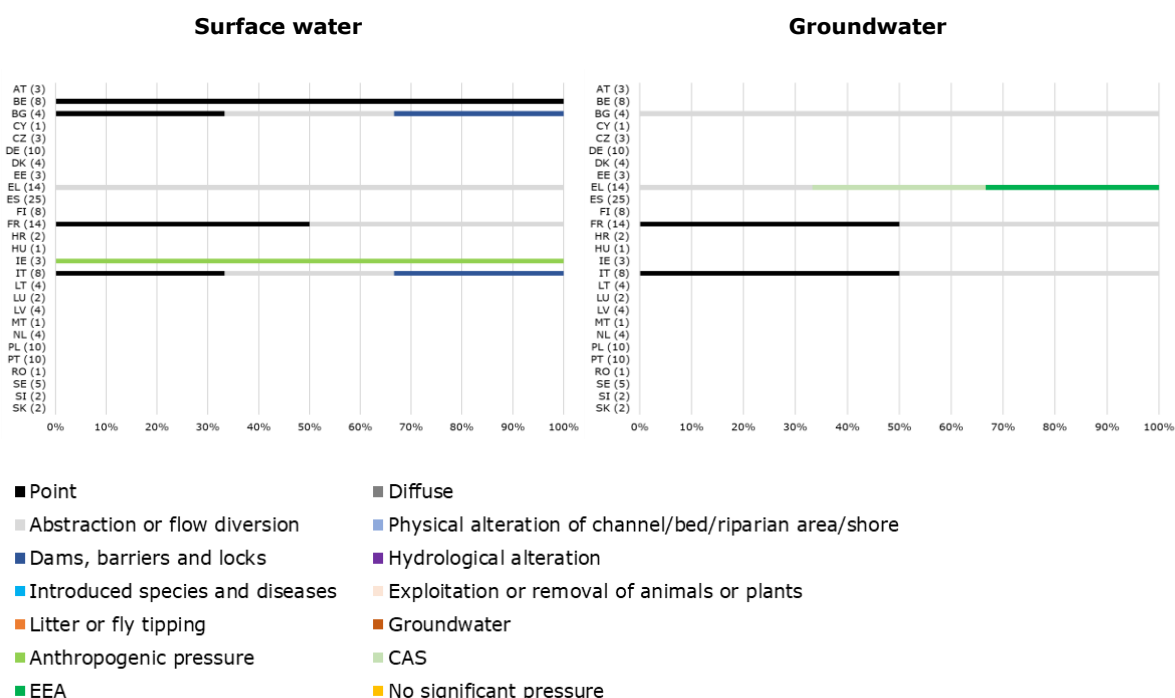 Surface water
AT (3)
BE (8)
BG (4)
CY (1)
CZ (3)
DE (10)
DK (4)
EE (3)
EL (14)
ES (25)
FI (8)
FR (14)
HR (2)
HU (1)
IE (3)
IT (8)
LT (4)
LU (2)
LV (4)
MT (1)
NL (4)
PL (10)
PT (10)
RO (1)
SE (5)
SI (2)
SK (2)
0% 10% 20% 30% 40% 50% 60% 70% 80% 90% 100%
Groundwater
AT (3)
BE (8)
BG (4)
CY (1)
CZ (3)
DE (10)
DK (4)
EE (3)
EL (14)
ES (25)
FI (8)
FR (14)
HR (2)
HU (1)
IE (3)
IT (8)
LT (4)
LU (2)
LV (4)
MT (1)
NL (4)
PL (10)
PT (10)
RO (1)
SE (5)
SI (2)
SK (2)
0% 10% 20% 30% 40% 50% 60% 70% 80% 90% 100%
Point
Diffuse
Abstraction or flow diversion
Physical alteration of channel/bed/riparian area/shore
Dams, barriers and locks
Hydrological alteration
Introduced species and diseases
Exploitation or removal of animals or plants
Litter or fly tipping
Groundwater
Anthropogenic pressure
CAS
EEA
No significant pressure